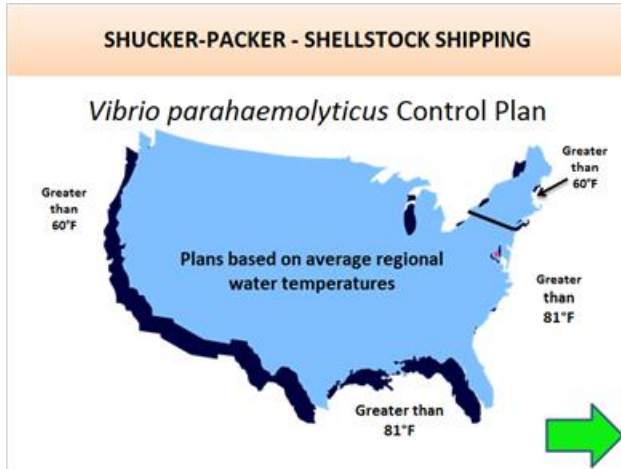 SHUCKER-PACKER - SHELLSTOCK SHIPPING
Vibrio parahaemolyticus Control Plan
Greater
than
60°F
Greater
than
60°F
Plans based on average regional
water temperatures
Greater
than
81°F
Greater than
81°F